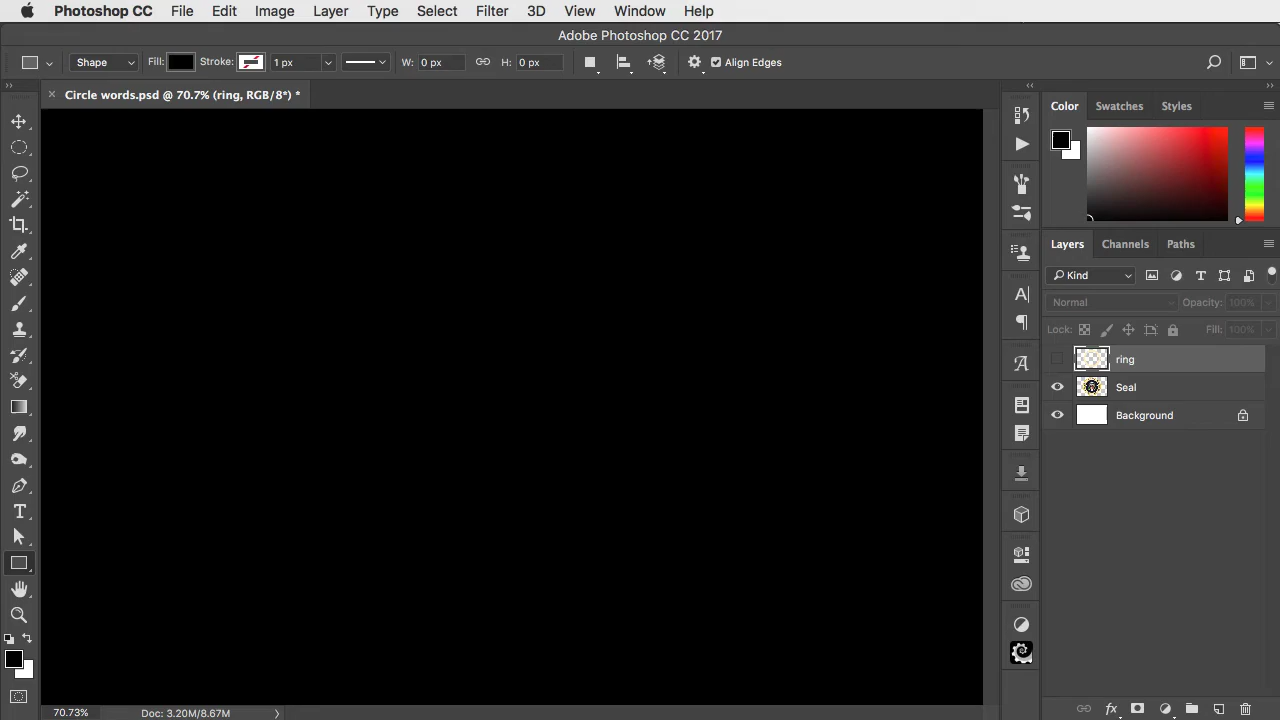 Photoshop CC File Edit Image Layer Type Select Filter 3D View Window Help
Adobe Photoshop CC 2017
Shape Fill: Stroke: 1 px W: 0 px H: 0 px Align Edges
Circle words.psd @ 70.7% (ring, RGB/8*) *
Color Swatches Styles
Layers Channels Paths
Kind
Normal Opacity: 100%
Lock: Fill: 100%
ring
Seal
Background
70.73% Doc: 3.20M/8.67M